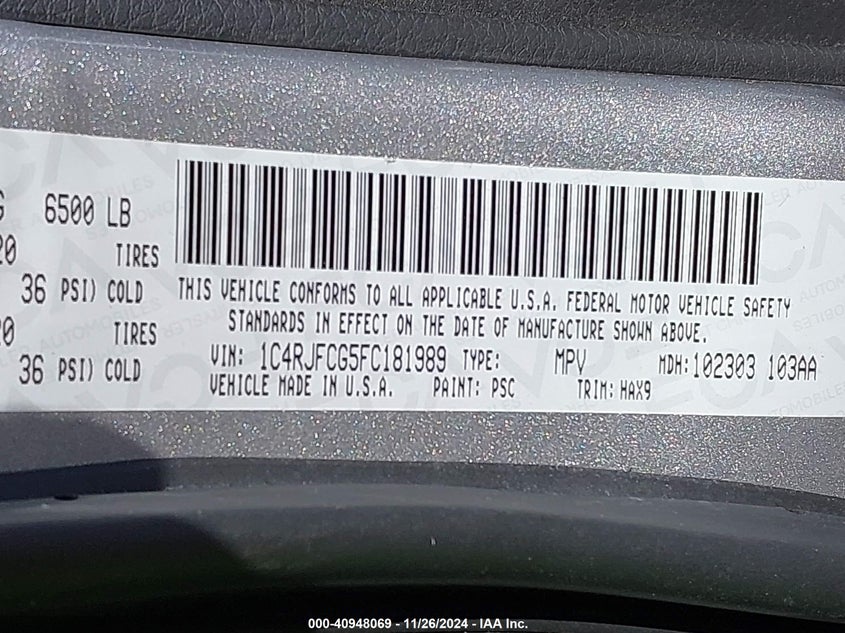 6500 LB
20 TIRES
36 PSI) COLD
THIS VEHICLE CONFORMS TO ALL APPLICABLE U.S.A. FEDERAL MOTOR VEHICLE SAFETY
STANDARDS IN EFFECT ON THE DATE OF MANUFACTURE SHOWN ABOVE.
20 TIRES
VIN: 1C4RJFCG5FC181989 TYPE: MPV MDH:102303 103AA
36 PSI) COLD
VEHICLE MADE IN U.S.A. PAINT: PSC TRIM: HAX9
000-40948069 - 11/26/2024 - IAA Inc.